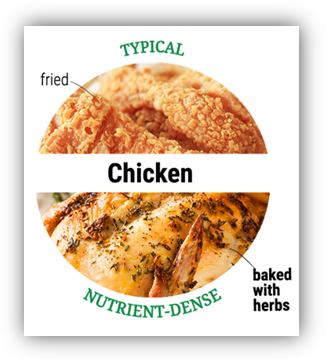 TYPICAL
fried
Chicken
NUTRIENT-DENSE
baked
with
herbs